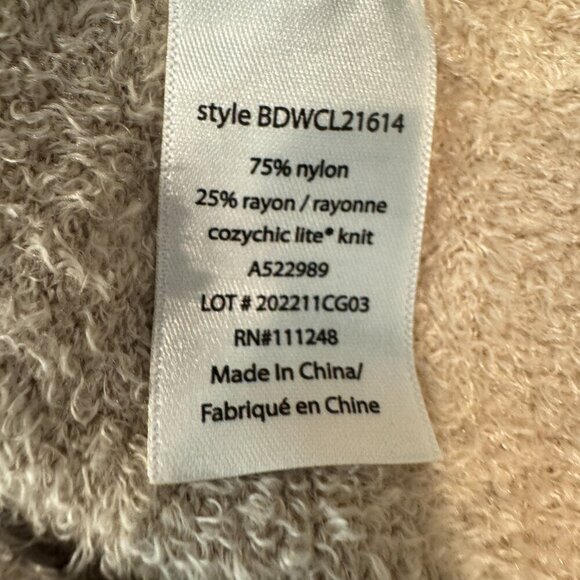 style BDWCL21614
75% nylon
25% rayon / rayonne
cozychic lite® knit
A522989
LOT # 202211CG03
RN#111248
Made In China/
Fabriqué en Chine